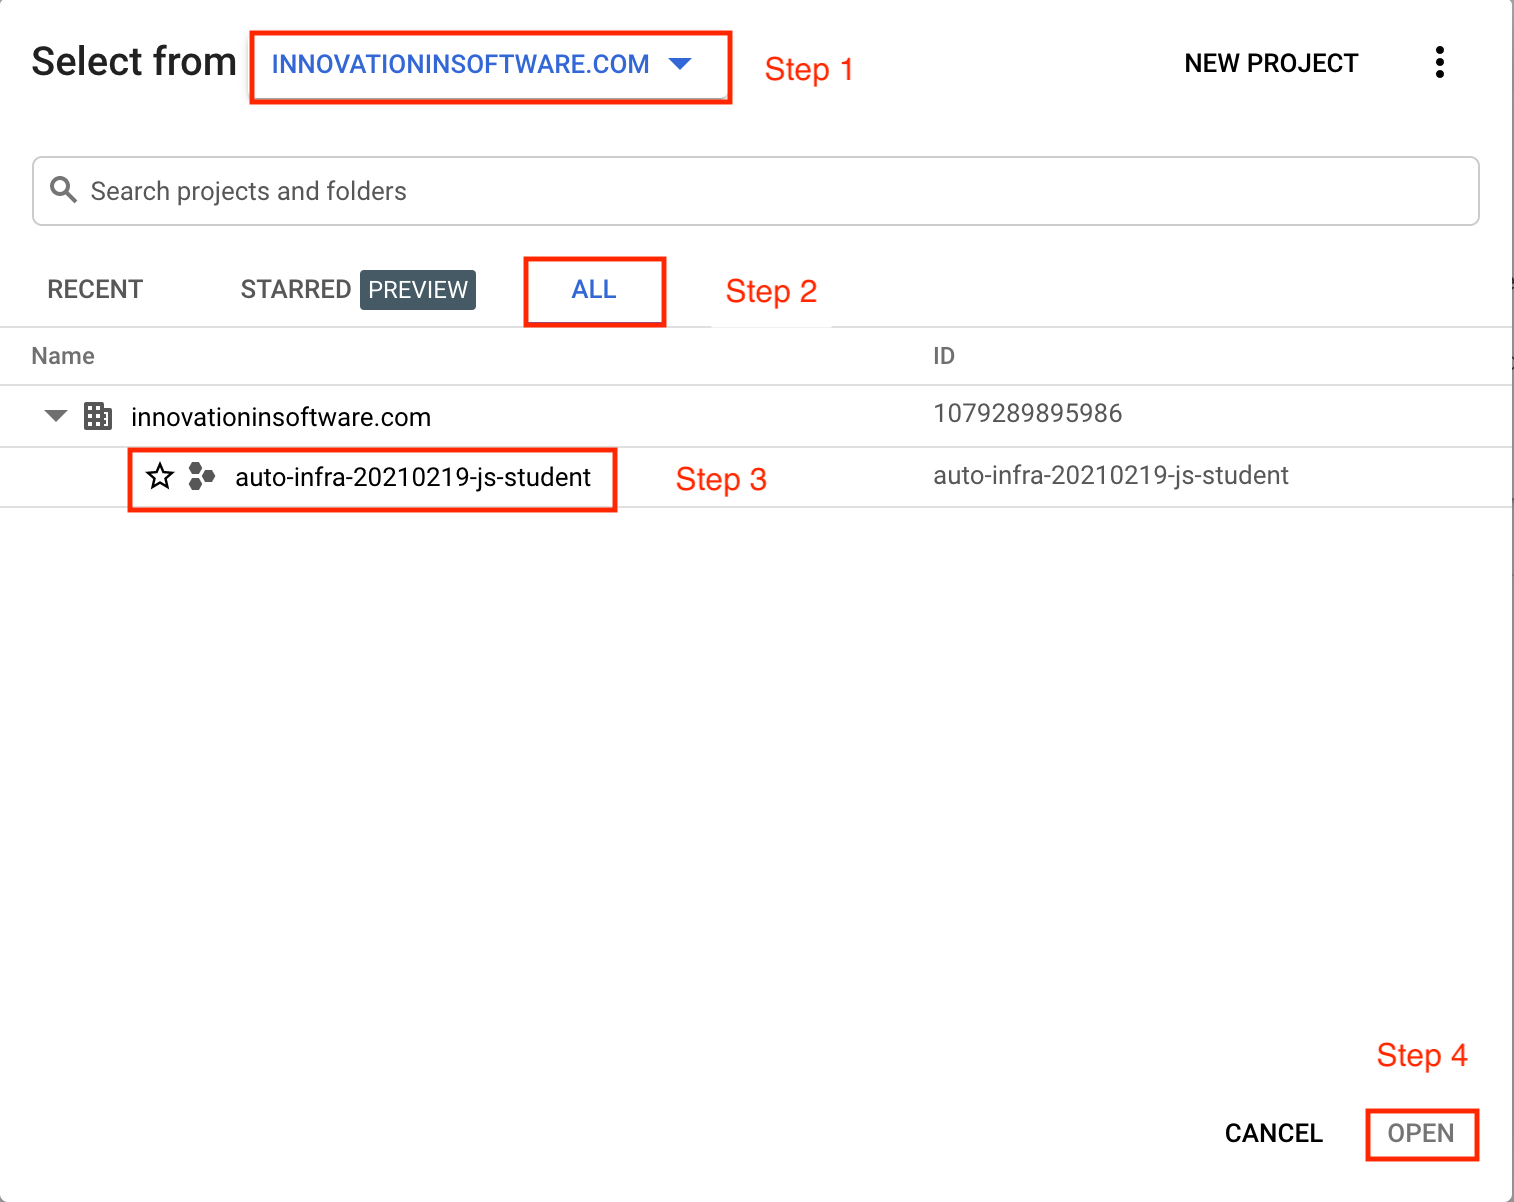 Select from INNOVATIONINSOFTWARE.COM Step 1 NEW PROJECT
Search projects and folders
RECENT STARRED PREVIEW ALL Step 2
Name ID
innovationinsoftware.com 1079289895986
auto-infra-20210219-js-student Step 3 auto-infra-20210219-js-student
Step 4
CANCEL OPEN